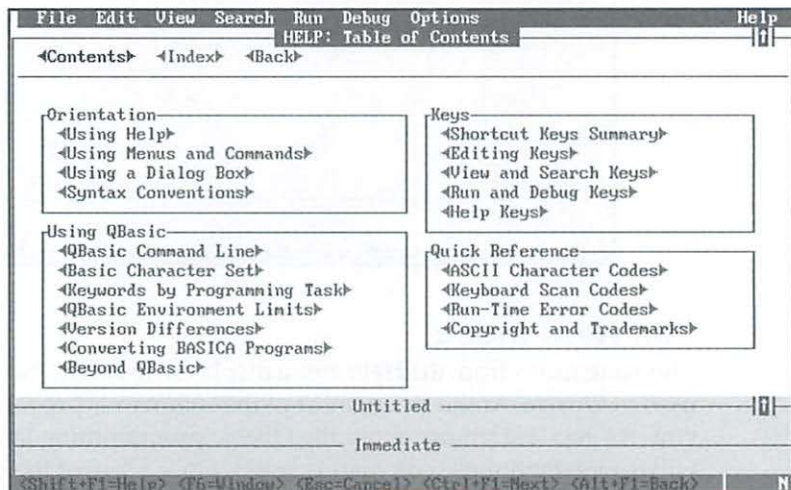 File Edit View Search Run Debug Options Help
HELP: Table of Contents
Contents Index Back
Orientation
Using Help
Using Menus and Commands
Using a Dialog Box
Syntax Conventions
Keys
Shortcut Keys Summary
Editing Keys
View and Search Keys
Run and Debug Keys
Help Keys
Using QBasic
QBasic Command Line
Basic Character Set
Keywords by Programming Task
QBasic Environment Limits
Version Differences
Converting BASICA Programs
Beyond QBasic
Quick Reference
ASCII Character Codes
Keyboard Scan Codes
Run-Time Error Codes
Copyright and Trademarks
Untitled
Immediate
<Shift+F1=Help> <F6=Window> <Esc=Cancel> <Ctrl+F1=Next> <Alt+F1=Back> N